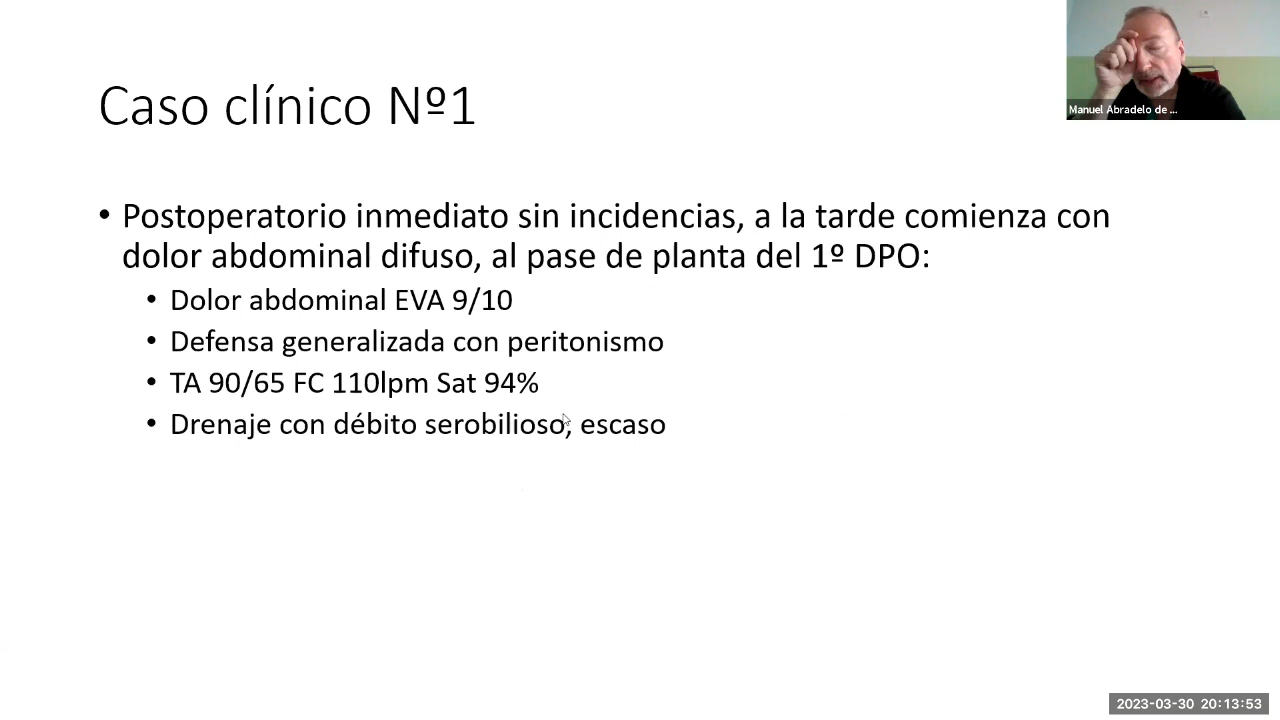 Caso clínico Nº1
Manuel Abradelo de ...
• Postoperatorio inmediato sin incidencias, a la tarde comienza con
dolor abdominal difuso, al pase de planta del 1º DPO:
• Dolor abdominal EVA 9/10
• Defensa generalizada con peritonismo
• TA 90/65 FC 110lpm Sat 94%
• Drenaje con débito serobilioso, escaso
2023-03-30 20:13:53